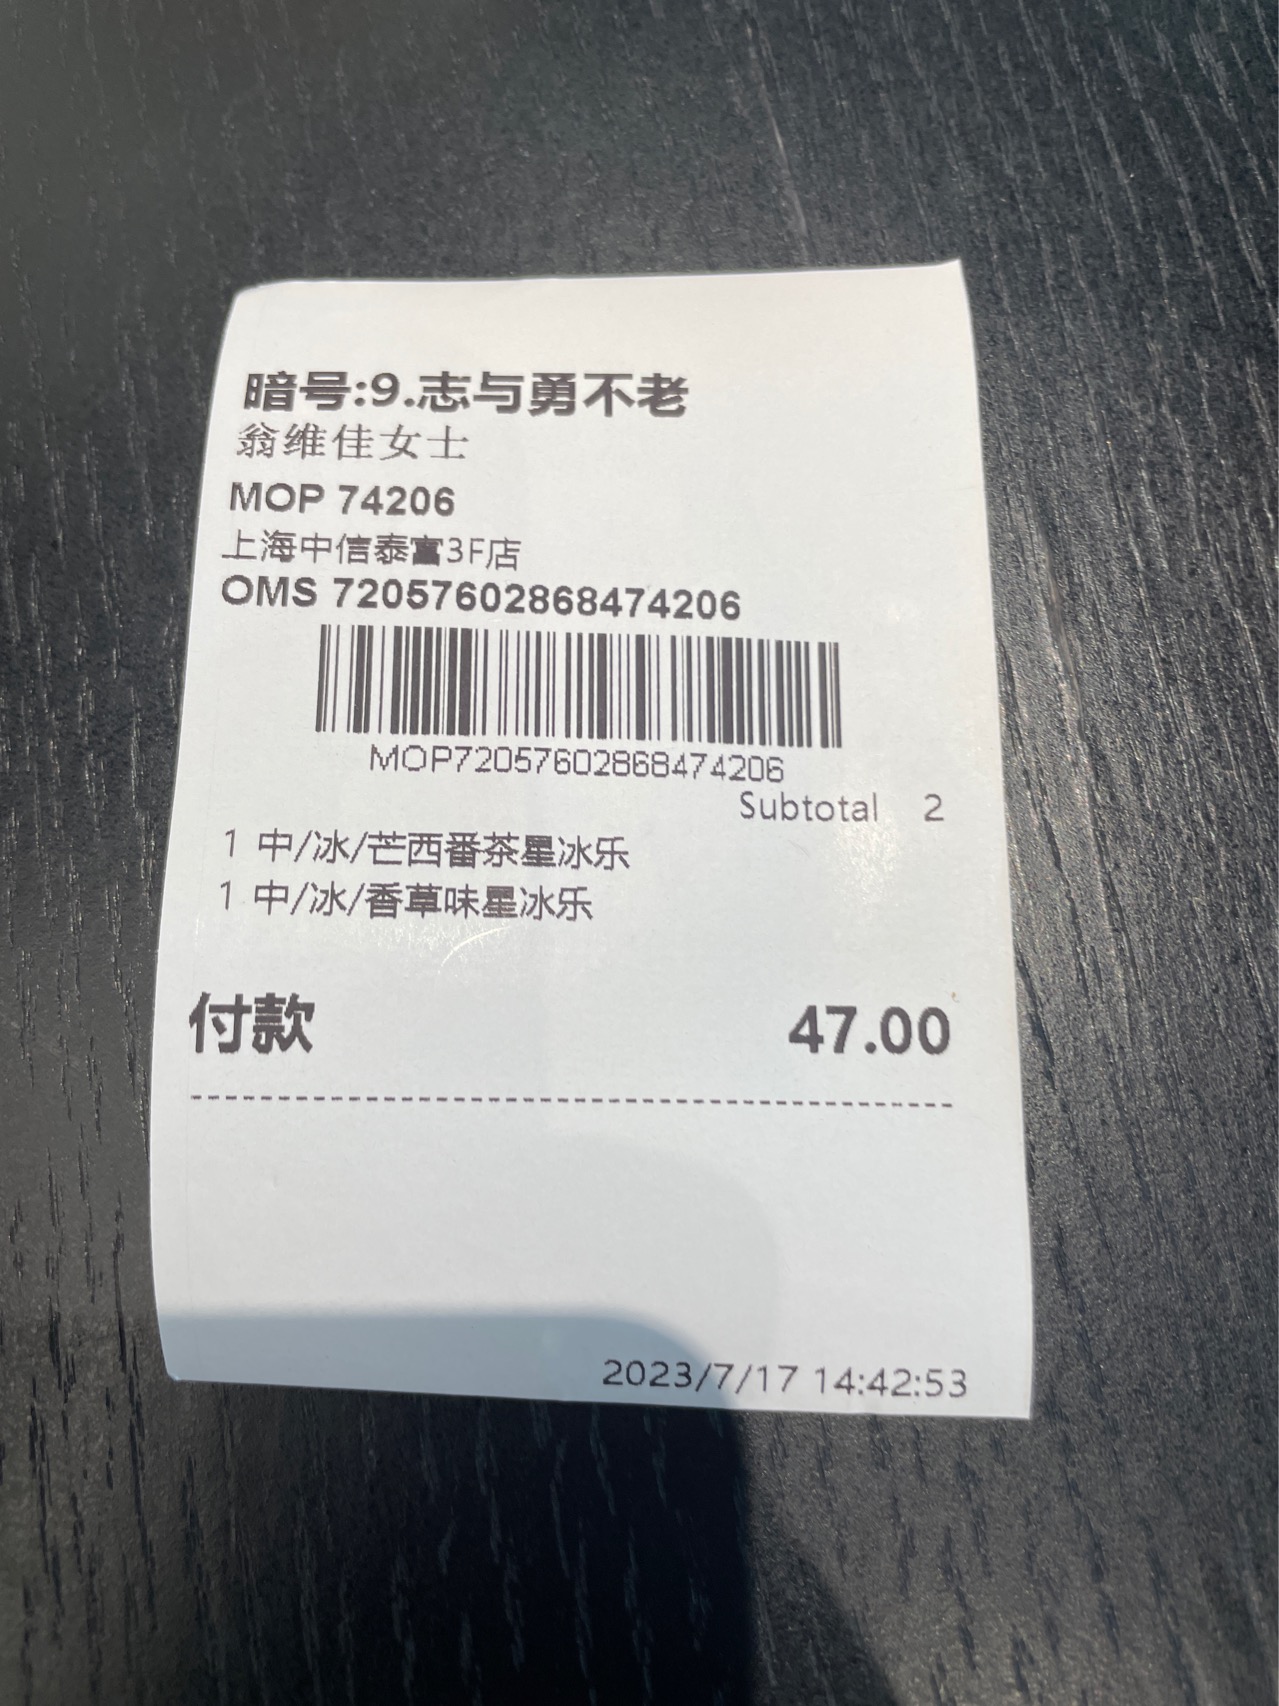 暗号:9.志与勇不老
翁维佳女士
MOP 74206
上海中信泰富3F店
OMS 72057602868474206
MOP72057602868474206
Subtotal 2
1 中/冰/芒西番茶星冰乐
1 中/冰/香草味星冰乐
付款 47.00
2023/7/17 14:42:53